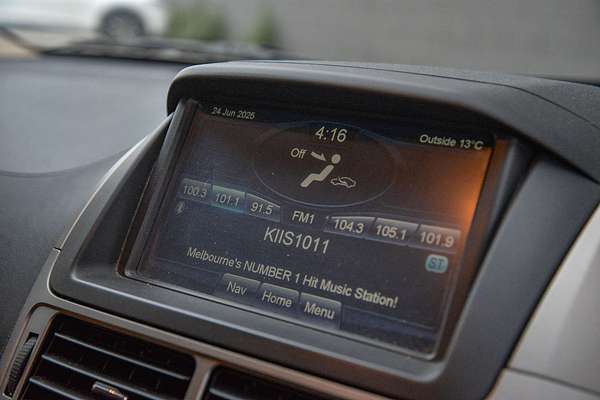 24 Jun 2025
4:16
Outside 13°C
Off
100.3 101.1 91.5 FM1 104.3 105.1 101.9
KIIS1011
ST
Melbourne's NUMBER 1 Hit Music Station!
Nav Home Menu